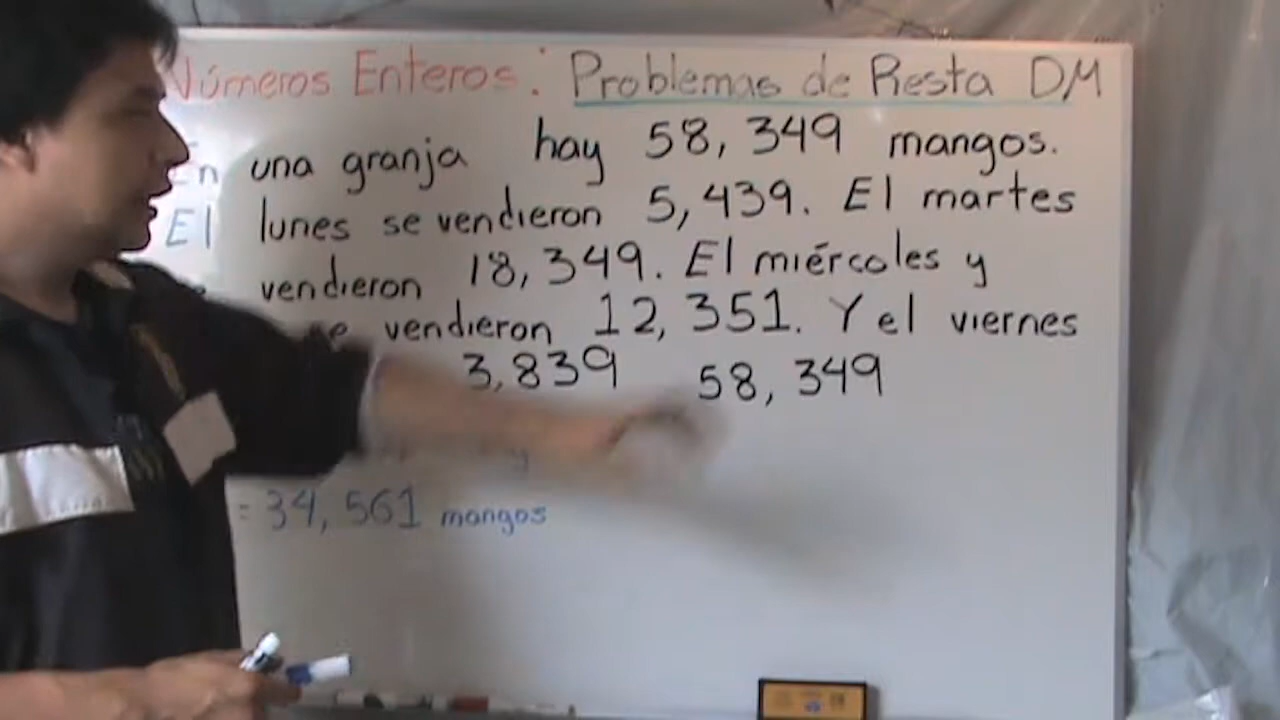 Números Enteros: Problemas de Resta DM
En una granja hay 58,349 mangos.
El lunes se vendieron 5,439. El martes
vendieron 18,349. El miércoles y
se vendieron 12,351. Y el viernes
3,839 58,349
y
= 34,561 mangos